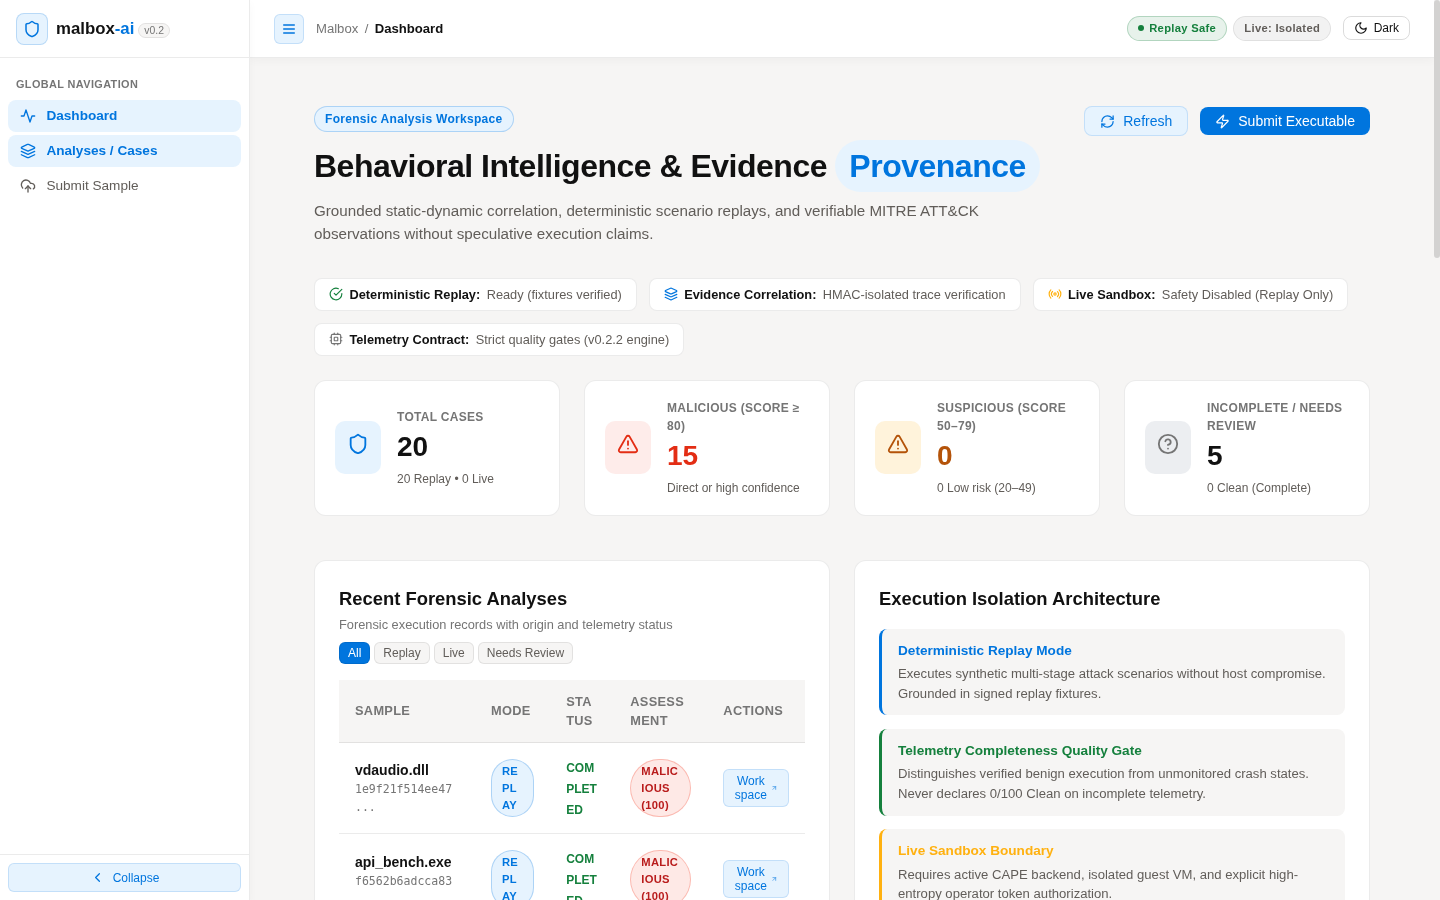 malbox-ai v0.2
GLOBAL NAVIGATION
Dashboard
Analyses / Cases
Submit Sample
Collapse
Malbox / Dashboard
Replay Safe
Live: Isolated
Dark
Forensic Analysis Workspace
Refresh
Submit Executable
Behavioral Intelligence & Evidence Provenance
Grounded static-dynamic correlation, deterministic scenario replays, and verifiable MITRE ATT&CK
observations without speculative execution claims.
Deterministic Replay: Ready (fixtures verified)
Evidence Correlation: HMAC-isolated trace verification
Live Sandbox: Safety Disabled (Replay Only)
Telemetry Contract: Strict quality gates (v0.2.2 engine)
TOTAL CASES
20
20 Replay • 0 Live
MALICIOUS (SCORE ≥
80)
15
Direct or high confidence
SUSPICIOUS (SCORE
50–79)
0
0 Low risk (20–49)
INCOMPLETE / NEEDS
REVIEW
5
0 Clean (Complete)
Recent Forensic Analyses
Forensic execution records with origin and telemetry status
All
Replay
Live
Needs Review
SAMPLE
MODE
STA
TUS
ASSESS
MENT
ACTIONS
vdaudio.dll
1e9f21f514ee47
...
RE
PL
AY
COM
PLET
ED
MALIC
IOUS
(100)
Work
space
api_bench.exe
f6562b6adcca83
RE
PL
AY
COM
PLET
ED
MALIC
IOUS
(100)
Work
space
Execution Isolation Architecture
Deterministic Replay Mode
Executes synthetic multi-stage attack scenarios without host compromise.
Grounded in signed replay fixtures.
Telemetry Completeness Quality Gate
Distinguishes verified benign execution from unmonitored crash states.
Never declares 0/100 Clean on incomplete telemetry.
Live Sandbox Boundary
Requires active CAPE backend, isolated guest VM, and explicit high-
entropy operator token authorization.